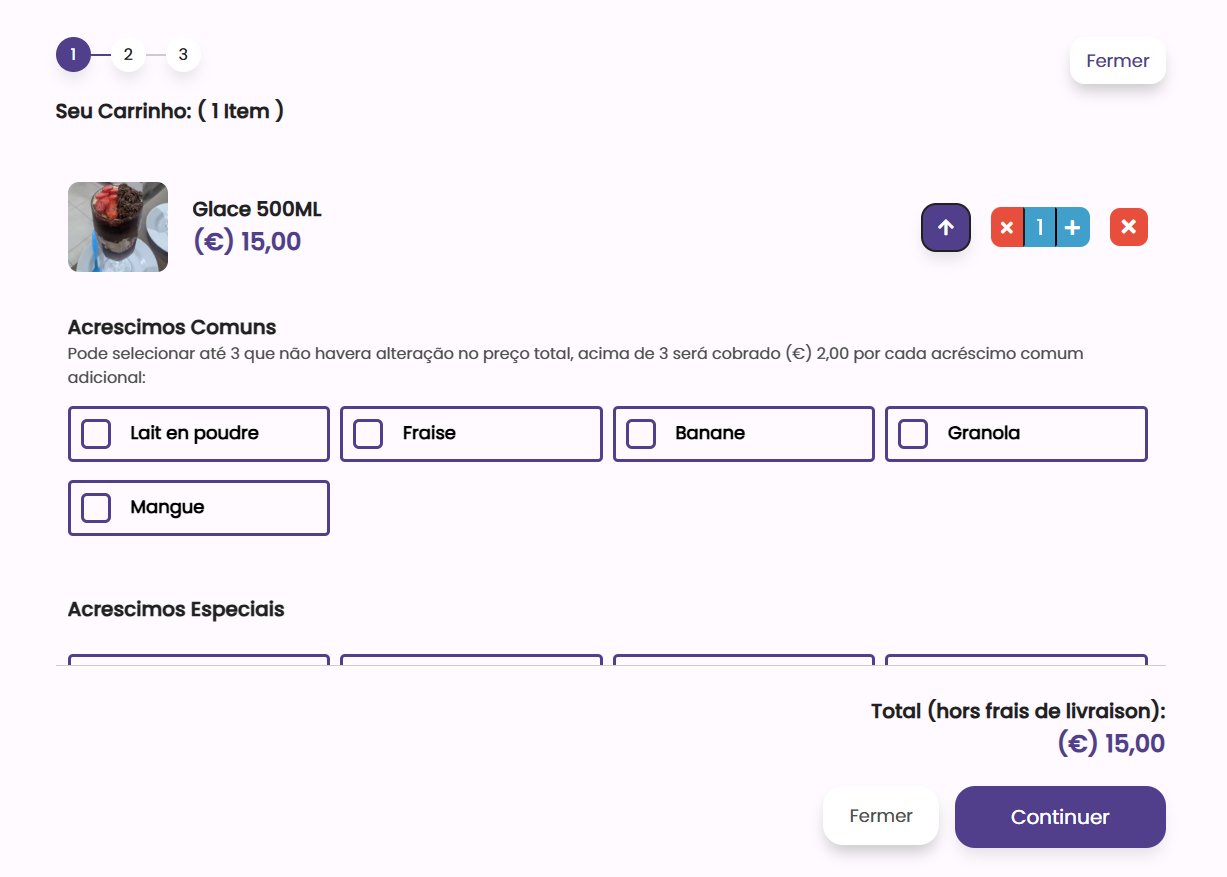 1 2 3
Fermer
Seu Carrinho: ( 1 Item )
Glace 500ML
(€) 15,00
1
Acrescimos Comuns
Pode selecionar até 3 que não havera alteração no preço total, acima de 3 será cobrado (€) 2,00 por cada acréscimo comum
adicional:
Lait en poudre
Fraise
Banane
Granola
Mangue
Acrescimos Especiais
Total (hors frais de livraison):
(€) 15,00
Fermer
Continuer